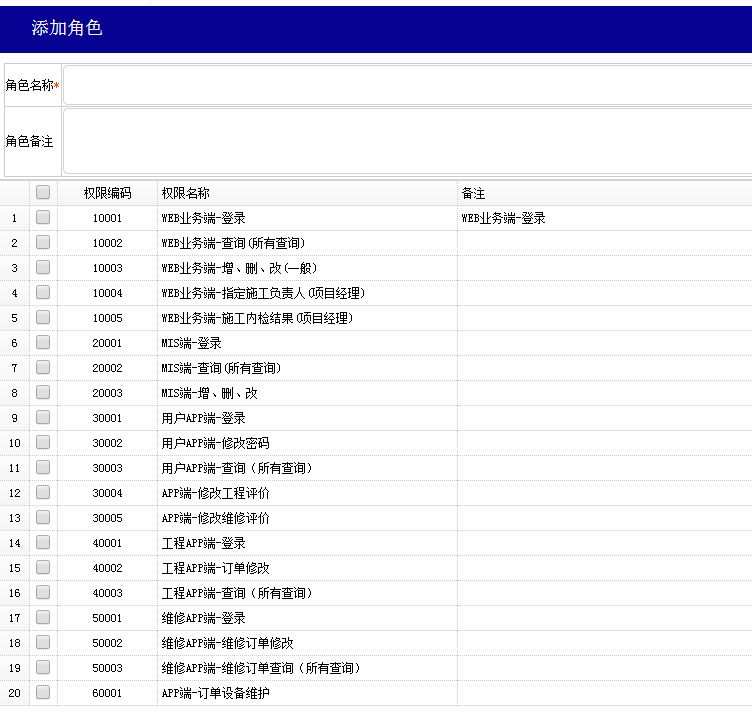 添加角色
角色名称*
角色备注
权限编码 权限名称 备注
1 10001 WEB业务端-登录 WEB业务端-登录
2 10002 WEB业务端-查询(所有查询)
3 10003 WEB业务端-增、删、改(一般)
4 10004 WEB业务端-指定施工负责人(项目经理)
5 10005 WEB业务端-施工内检结果(项目经理)
6 20001 MIS端-登录
7 20002 MIS端-查询(所有查询)
8 20003 MIS端-增、删、改
9 30001 用户APP端-登录
10 30002 用户APP端-修改密码
11 30003 用户APP端-查询（所有查询）
12 30004 APP端-修改工程评价
13 30005 APP端-修改维修评价
14 40001 工程APP端-登录
15 40002 工程APP端-订单修改
16 40003 工程APP端-查询（所有查询）
17 50001 维修APP端-登录
18 50002 维修APP端-维修订单修改
19 50003 维修APP端-维修订单查询（所有查询）
20 60001 APP端-订单设备维护